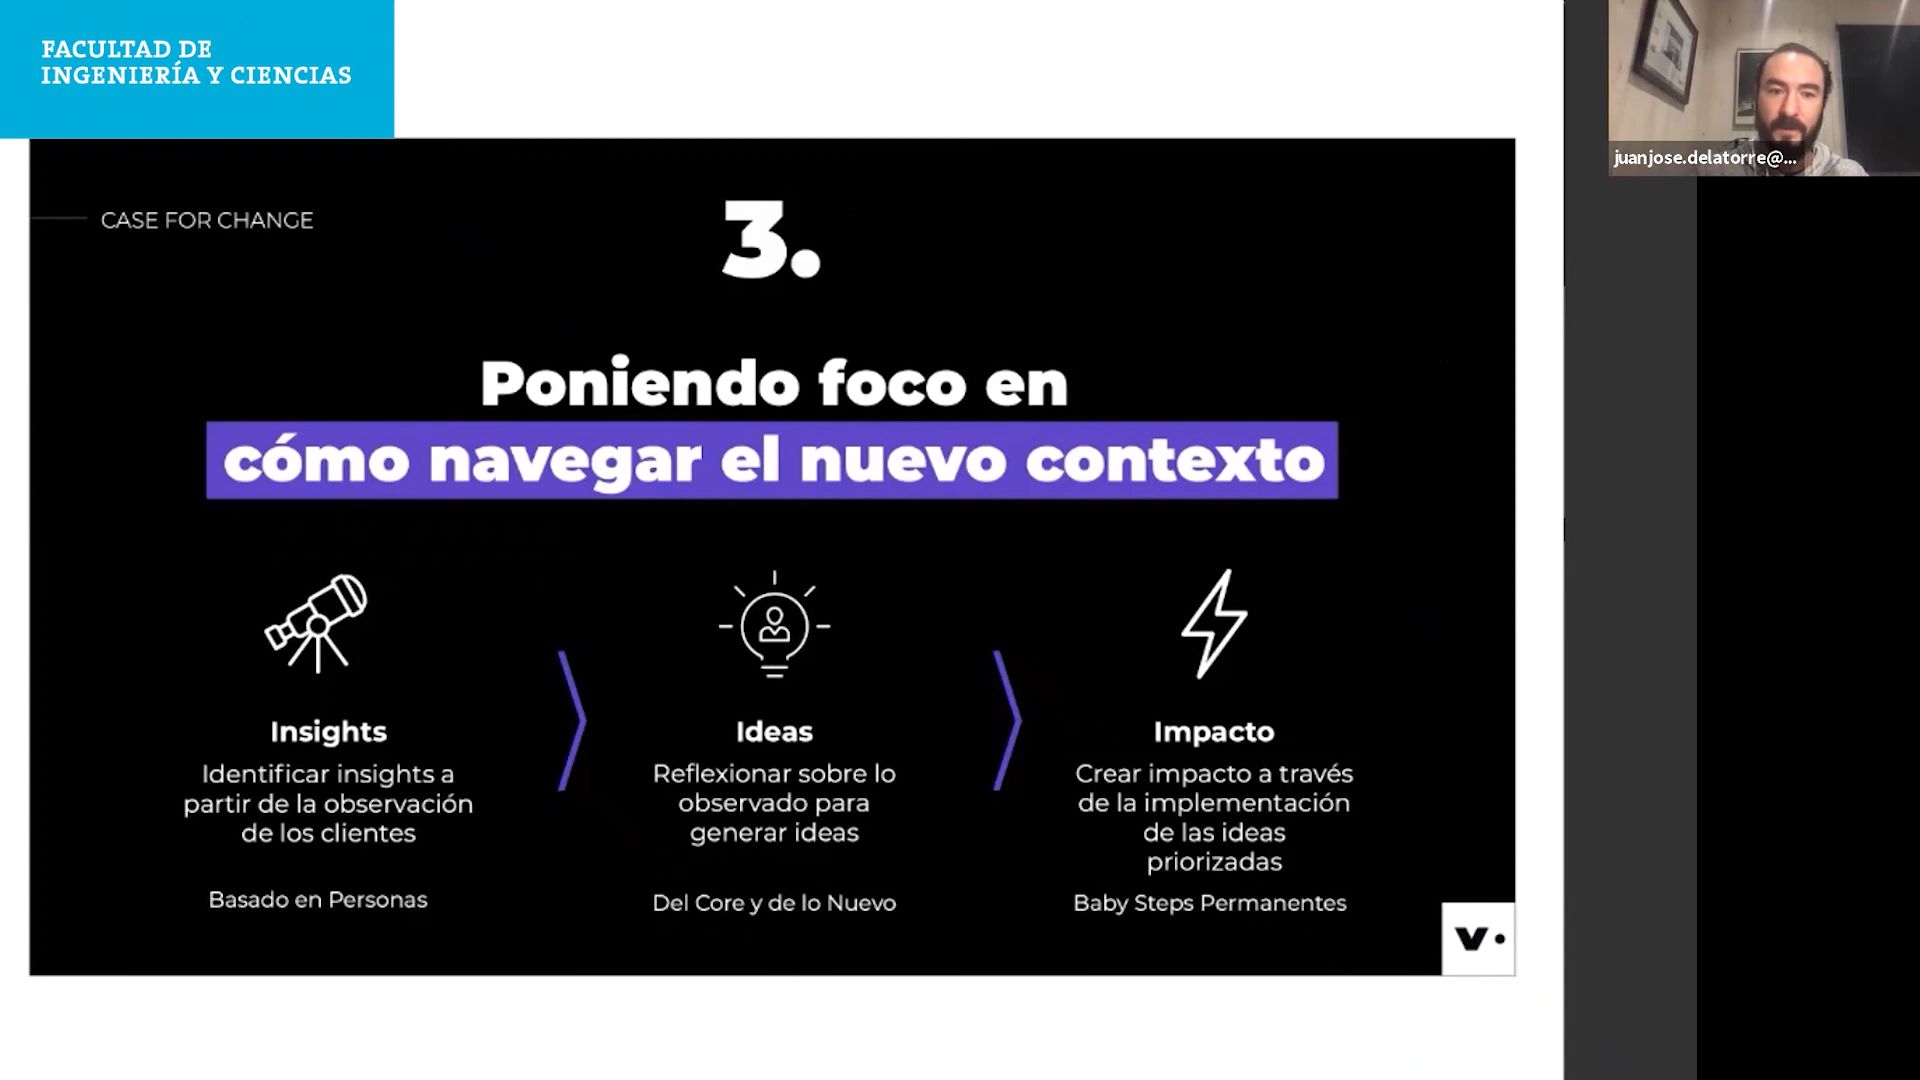 FACULTAD DE
INGENIERÍA Y CIENCIAS
juanjose.delatorre@...
CASE FOR CHANGE
3.
Poniendo foco en
cómo navegar el nuevo contexto
Insights
Identificar insights a
partir de la observación
de los clientes
Basado en Personas
Ideas
Reflexionar sobre lo
observado para
generar ideas
Del Core y de lo Nuevo
Impacto
Crear impacto a través
de la implementación
de las ideas
priorizadas
Baby Steps Permanentes
v.